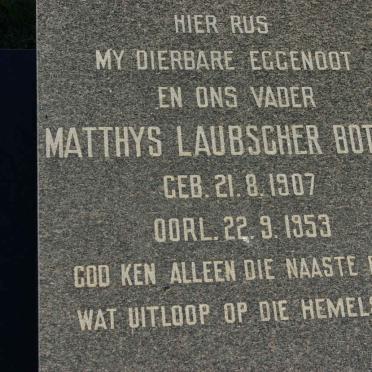 HIER RUS
MY DIERBARE EGGENOOT
EN ONS VADER
MATTHYS LAUBSCHER BOT
GEB. 21. 8. 1907
OORL. 22. 9. 1953
GOD KEN ALLEEN DIE NAASTE
WAT UITLOOP OP DIE HEMELS